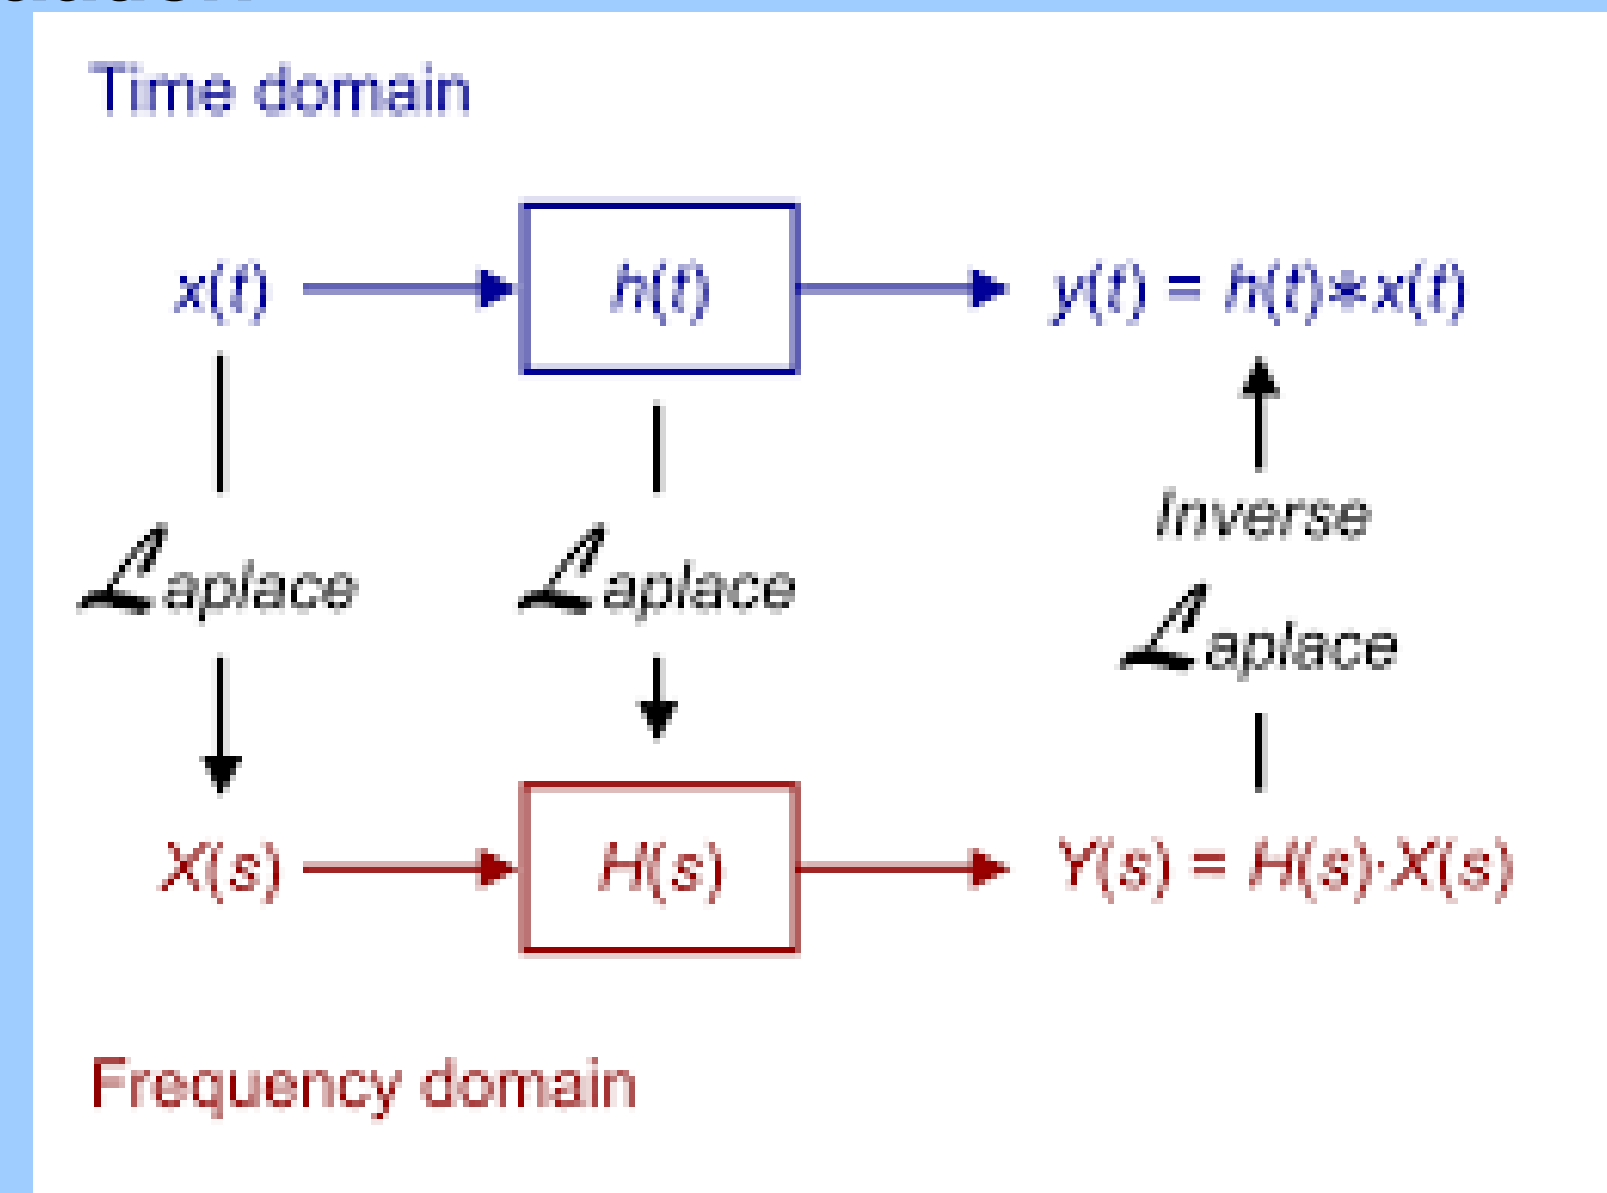 Time domain
x(t) h(t) y(t) = h(t)*x(t)
Inverse
Laplace Laplace Laplace
X(s) H(s) Y(s) = H(s)·X(s)
Frequency domain